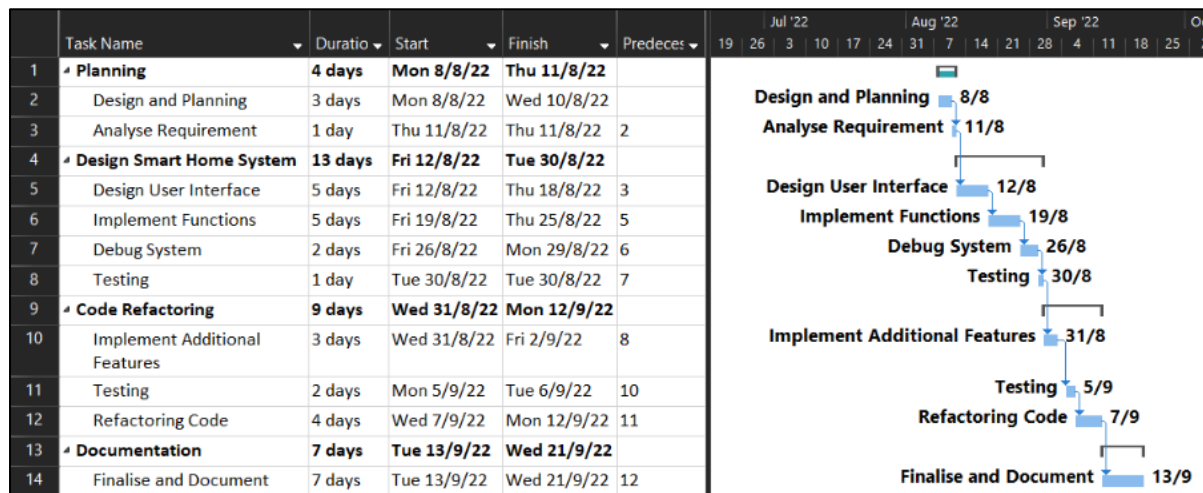 Jul '22 Aug '22 Sep '22 O
Task Name Duratio Start Finish Predeces 19 26 3 10 17 24 31 7 14 21 28 4 11 18 25
1 Planning 4 days Mon 8/8/22 Thu 11/8/22
2 Design and Planning 3 days Mon 8/8/22 Wed 10/8/22 Design and Planning 8/8
3 Analyse Requirement 1 day Thu 11/8/22 Thu 11/8/22 2 Analyse Requirement 11/8
4 Design Smart Home System 13 days Fri 12/8/22 Tue 30/8/22
5 Design User Interface 5 days Fri 12/8/22 Thu 18/8/22 3 Design User Interface 12/8
6 Implement Functions 5 days Fri 19/8/22 Thu 25/8/22 5 Implement Functions 19/8
7 Debug System 2 days Fri 26/8/22 Mon 29/8/22 6 Debug System 26/8
8 Testing 1 day Tue 30/8/22 Tue 30/8/22 7 Testing 30/8
9 Code Refactoring 9 days Wed 31/8/22 Mon 12/9/22
10 Implement Additional 3 days Wed 31/8/22 Fri 2/9/22 8 Implement Additional Features 31/8
Features
11 Testing 2 days Mon 5/9/22 Tue 6/9/22 10 Testing 5/9
12 Refactoring Code 4 days Wed 7/9/22 Mon 12/9/22 11 Refactoring Code 7/9
13 Documentation 7 days Tue 13/9/22 Wed 21/9/22
14 Finalise and Document 7 days Tue 13/9/22 Wed 21/9/22 12 Finalise and Document 13/9